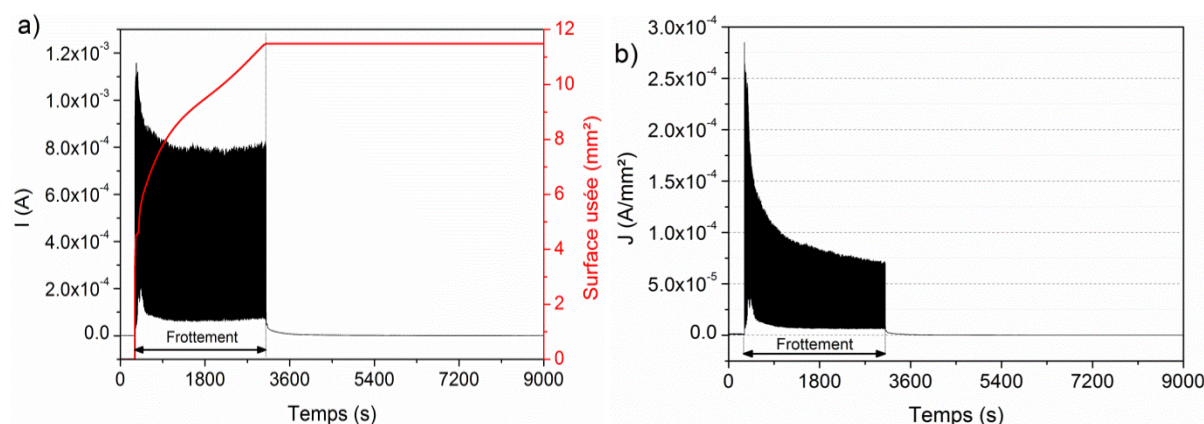 a)
1.2x10⁻³
1.0x10⁻³
8.0x10⁻⁴
6.0x10⁻⁴
4.0x10⁻⁴
2.0x10⁻⁴
0.0
I (A)
Frottement
0 1800 3600 5400 7200 9000
Temps (s)
12
10
8
6
4
2
0
Surface usée (mm²)
b)
3.0x10⁻⁴
2.5x10⁻⁴
2.0x10⁻⁴
1.5x10⁻⁴
1.0x10⁻⁴
5.0x10⁻⁵
0.0
J (A/mm²)
Frottement
0 1800 3600 5400 7200 9000
Temps (s)